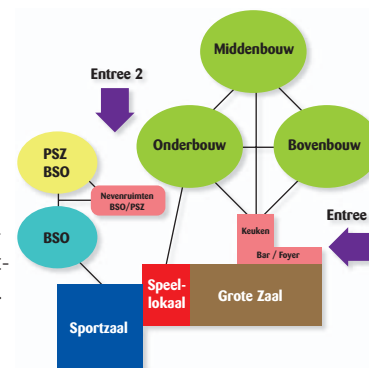 Middenbouw
Entree 2
Onderbouw
Bovenbouw
PSZ
BSO
Nevenruimten
BSO/PSZ
BSO
Keuken
Entree
Bar / Foyer
Speel-
lokaal
Grote Zaal
Sportzaal